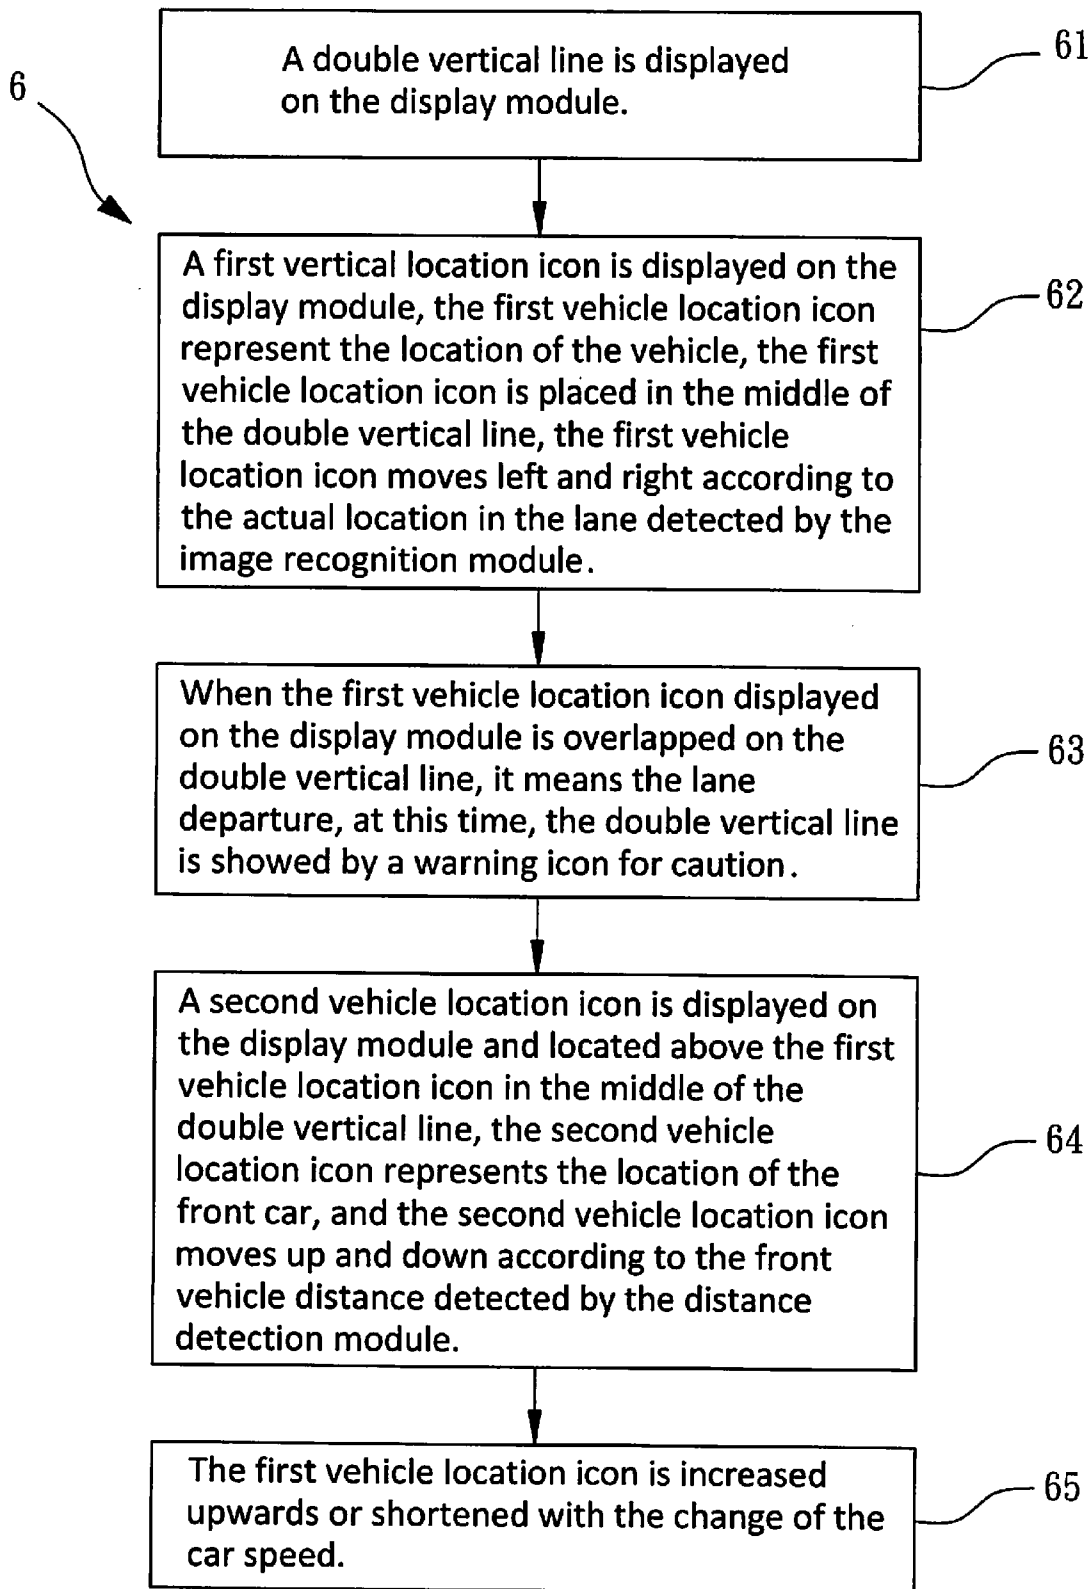 A double vertical line is displayed
on the display module.
61
6
A first vertical location icon is displayed on the
display module, the first vehicle location icon
represent the location of the vehicle, the first
vehicle location icon is placed in the middle of
the double vertical line, the first vehicle
location icon moves left and right according to
the actual location in the lane detected by the
image recognition module.
62
When the first vehicle location icon displayed
on the display module is overlapped on the
double vertical line, it means the lane
departure, at this time, the double vertical line
is showed by a warning icon for caution.
63
A second vehicle location icon is displayed on
the display module and located above the first
vehicle location icon in the middle of the
double vertical line, the second vehicle
location icon represents the location of the
front car, and the second vehicle location icon
moves up and down according to the front
vehicle distance detected by the distance
detection module.
64
The first vehicle location icon is increased
upwards or shortened with the change of the
car speed.
65